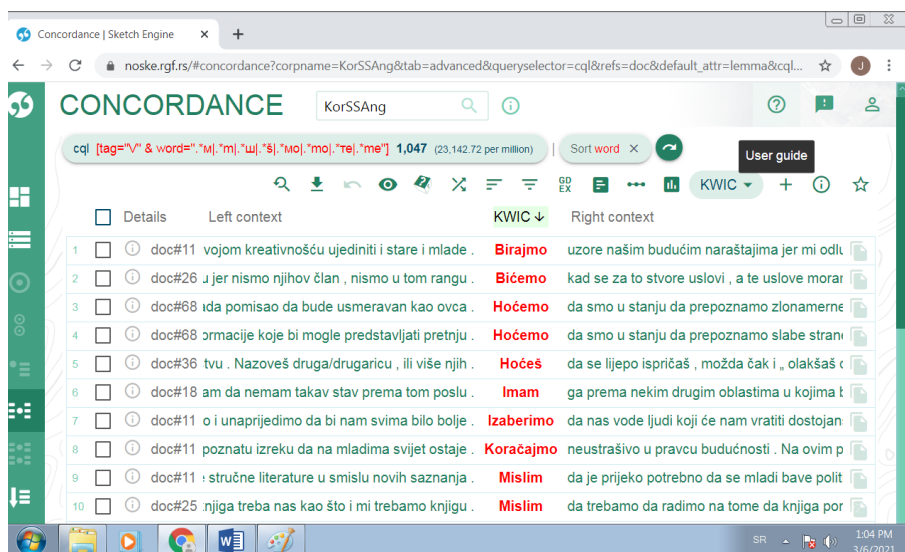 Concordance | Sketch Engine
noske.rgf.rs/#concordance?corpname=KorSSAng&tab=advanced&queryselector=cql&refs=doc&default_attr=lemma&cql...
J
CONCORDANCE KorSSAng
cql [tag="V" & word=".*м|.*m|.*ш|.*š|.*мо|.*mo|.*те|.*me"] 1,047 (23,142.72 per million) | Sort word
User guide
GD EX KWIC
Details Left context KWIC Right context
1 doc#11 vojom kreativnošću ujediniti i stare i mlade . Birajmo uzore našim budućim naraštajima jer mi odlu
2 doc#26 u jer nismo njihov član , nismo u tom rangu . Bićemo kad se za to stvore uslovi , a te uslove morar
3 doc#68 ada pomisao da bude usmeravan kao ovca . Hoćemo da smo u stanju da prepoznamo zlonamerne
4 doc#68 ormacije koje bi mogle predstavljati pretnju . Hoćemo da smo u stanju da prepoznamo slabe strane
5 doc#36 tvu . Nazoveš druga/drugaricu , ili više njih . Hoćeš da se lijepo ispričaš , možda čak i „ olakšaš
6 doc#18 am da nemam takav stav prema tom poslu . Imam ga prema nekim drugim oblastima u kojima
7 doc#11 o i unaprijedimo da bi nam svima bilo bolje . Izaberimo da nas vode ljudi koji će nam vratiti dostojan
8 doc#11 poznatu izreku da na mladima svijet ostaje . Koračajmo neustrašivo u pravcu budućnosti . Na ovim p
9 doc#11 stručne literature u smislu novih saznanja . Mislim da je prijeko potrebno da se mladi bave polit
10 doc#25 njiga treba nas kao što i mi trebamo knjigu . Mislim da trebamo da radimo na tome da knjiga por
SR 1:04 PM
3/6/2021